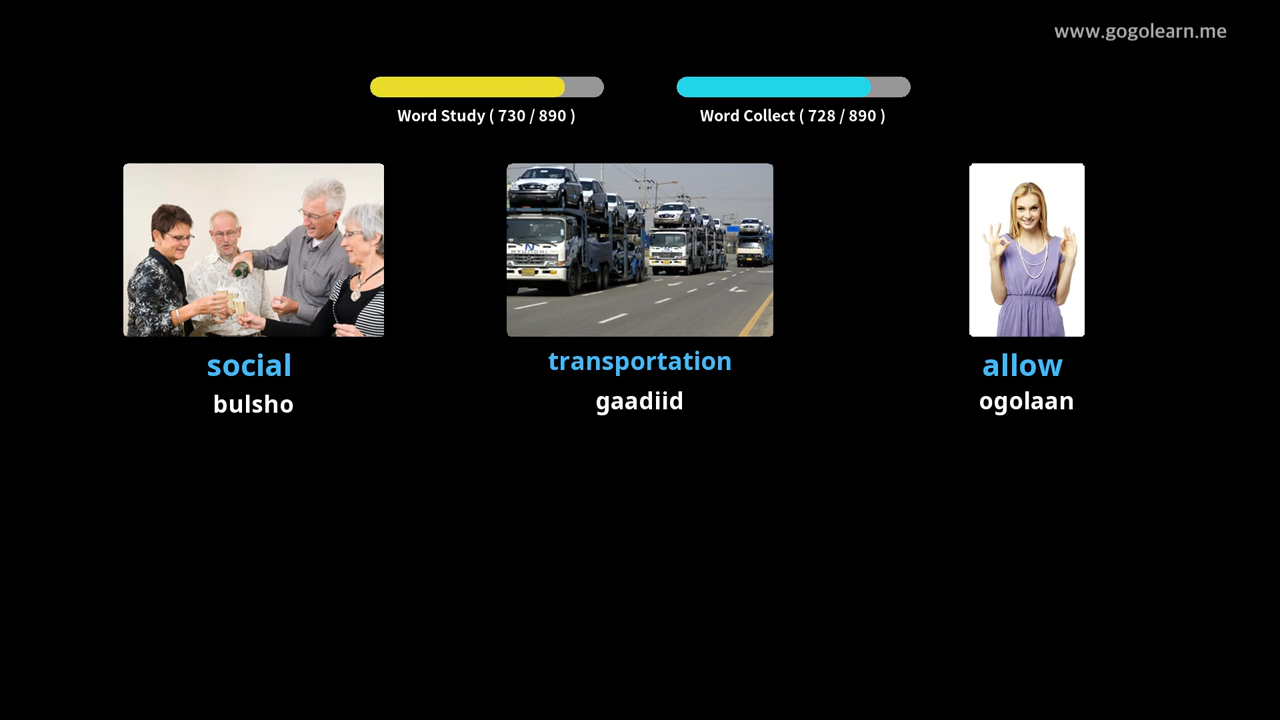 www.gogolearn.me
Word Study ( 730 / 890 )
Word Collect ( 728 / 890 )
social
transportation
allow
bulsho
gaadiid
ogolaan